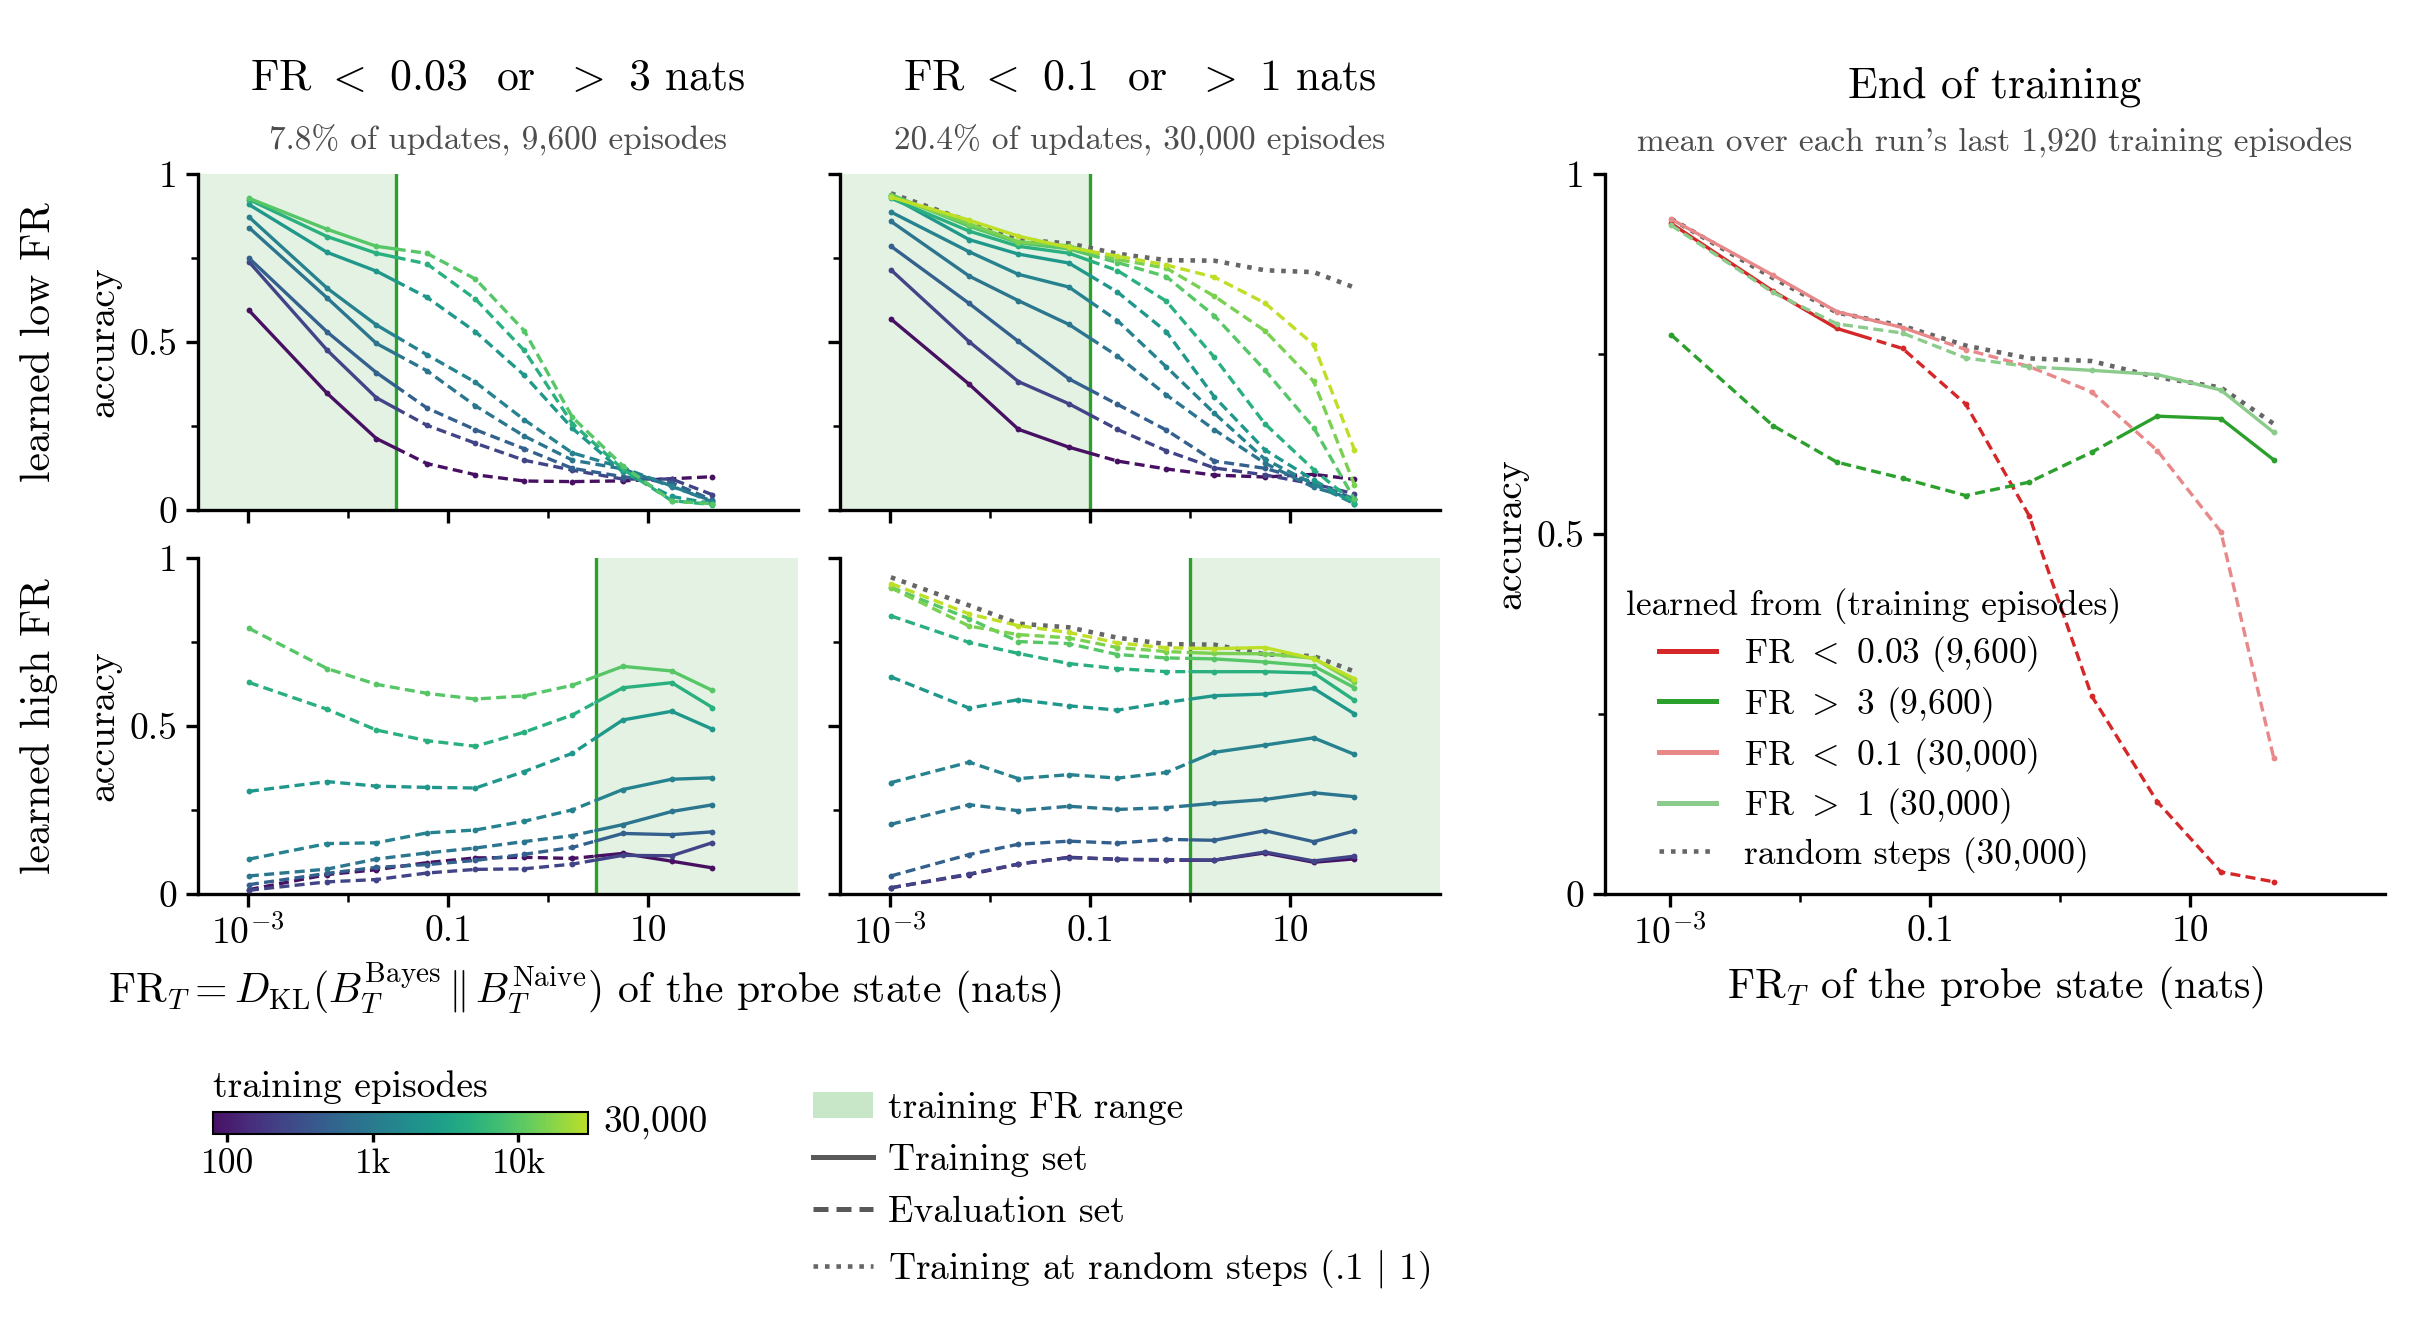 FR < 0.03 or > 3 nats
7.8% of updates, 9,600 episodes
FR < 0.1 or > 1 nats
20.4% of updates, 30,000 episodes
End of training
mean over each run's last 1,920 training episodes
learned low FR
accuracy
1
0.5
0
learned high FR
accuracy
1
0.5
0
10⁻³
0.1
10
10⁻³
0.1
10
FR_T = D_KL(B_T^Bayes ∥ B_T^Naive) of the probe state (nats)
accuracy
1
0.5
0
learned from (training episodes)
FR < 0.03 (9,600)
FR > 3 (9,600)
FR < 0.1 (30,000)
FR > 1 (30,000)
random steps (30,000)
10⁻³
0.1
10
FR_T of the probe state (nats)
training episodes
30,000
100
1k
10k
training FR range
Training set
Evaluation set
Training at random steps (.1 | 1)